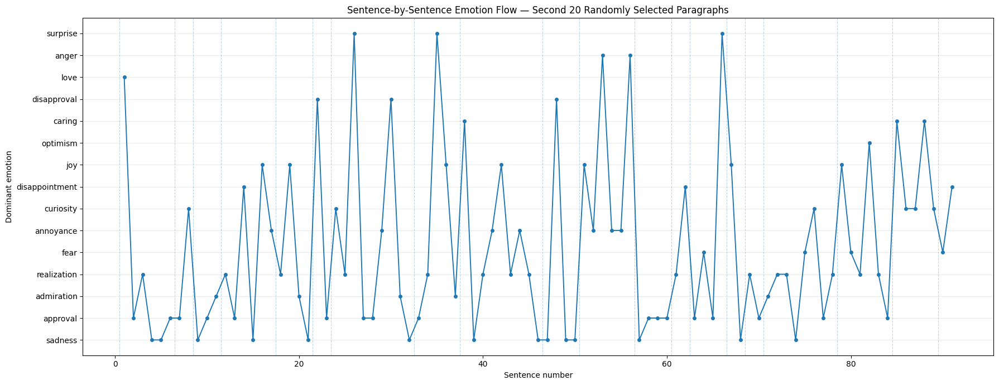 Sentence-by-Sentence Emotion Flow — Second 20 Randomly Selected Paragraphs
Dominant emotion
surprise
anger
love
disapproval
caring
optimism
joy
disappointment
curiosity
annoyance
fear
realization
admiration
approval
sadness
0 20 40 60 80
Sentence number